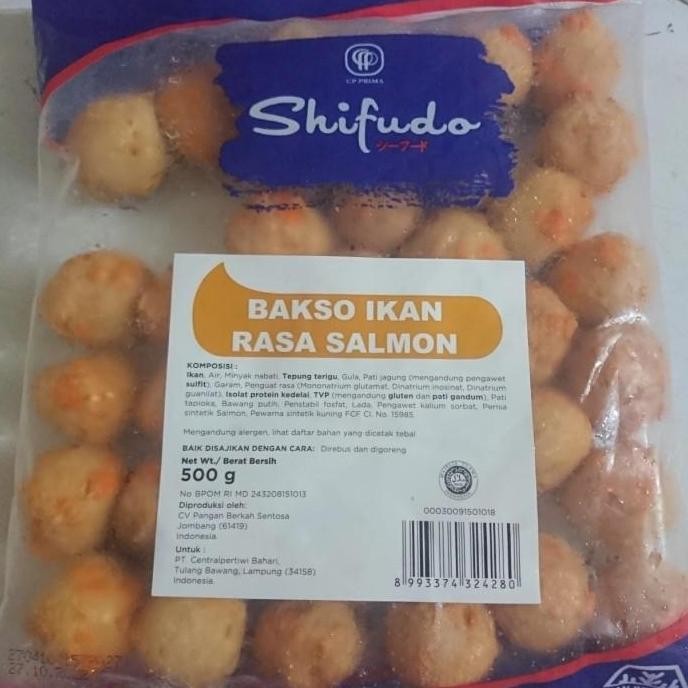 CP PRIMA
Shifudo
シーフード
BAKSO IKAN
RASA SALMON
KOMPOSISI :
Ikan, Air, Minyak nabati, Tepung terigu, Gula, Pati jagung (mengandung pengawet
sulfit), Garam, Penguat rasa (Mononatrium glutamat, Dinatrium inosinat, Dinatrium
guanilat), Isolat protein kedelai, TVP (mengandung gluten dan pati gandum), Pati
tapioka, Bawang putih, Penstabil fosfat, Lada, Pengawet kalium sorbat, Perisa
sintetik Salmon, Pewarna sintetik kuning FCF CI. No. 15985.
Mengandung alergen, lihat daftar bahan yang dicetak tebal
BAIK DISAJIKAN DENGAN CARA: Direbus dan digoreng
Net Wt./ Berat Bersih
500 g
No BPOM RI MD 243208151013
Diproduksi oleh:
CV Pangan Berkah Sentosa
Jombang (61419)
Indonesia
Untuk :
PT. Centralpertiwi Bahari,
Tulang Bawang, Lampung (34158)
Indonesia.
00030091501018
8 993374 324280